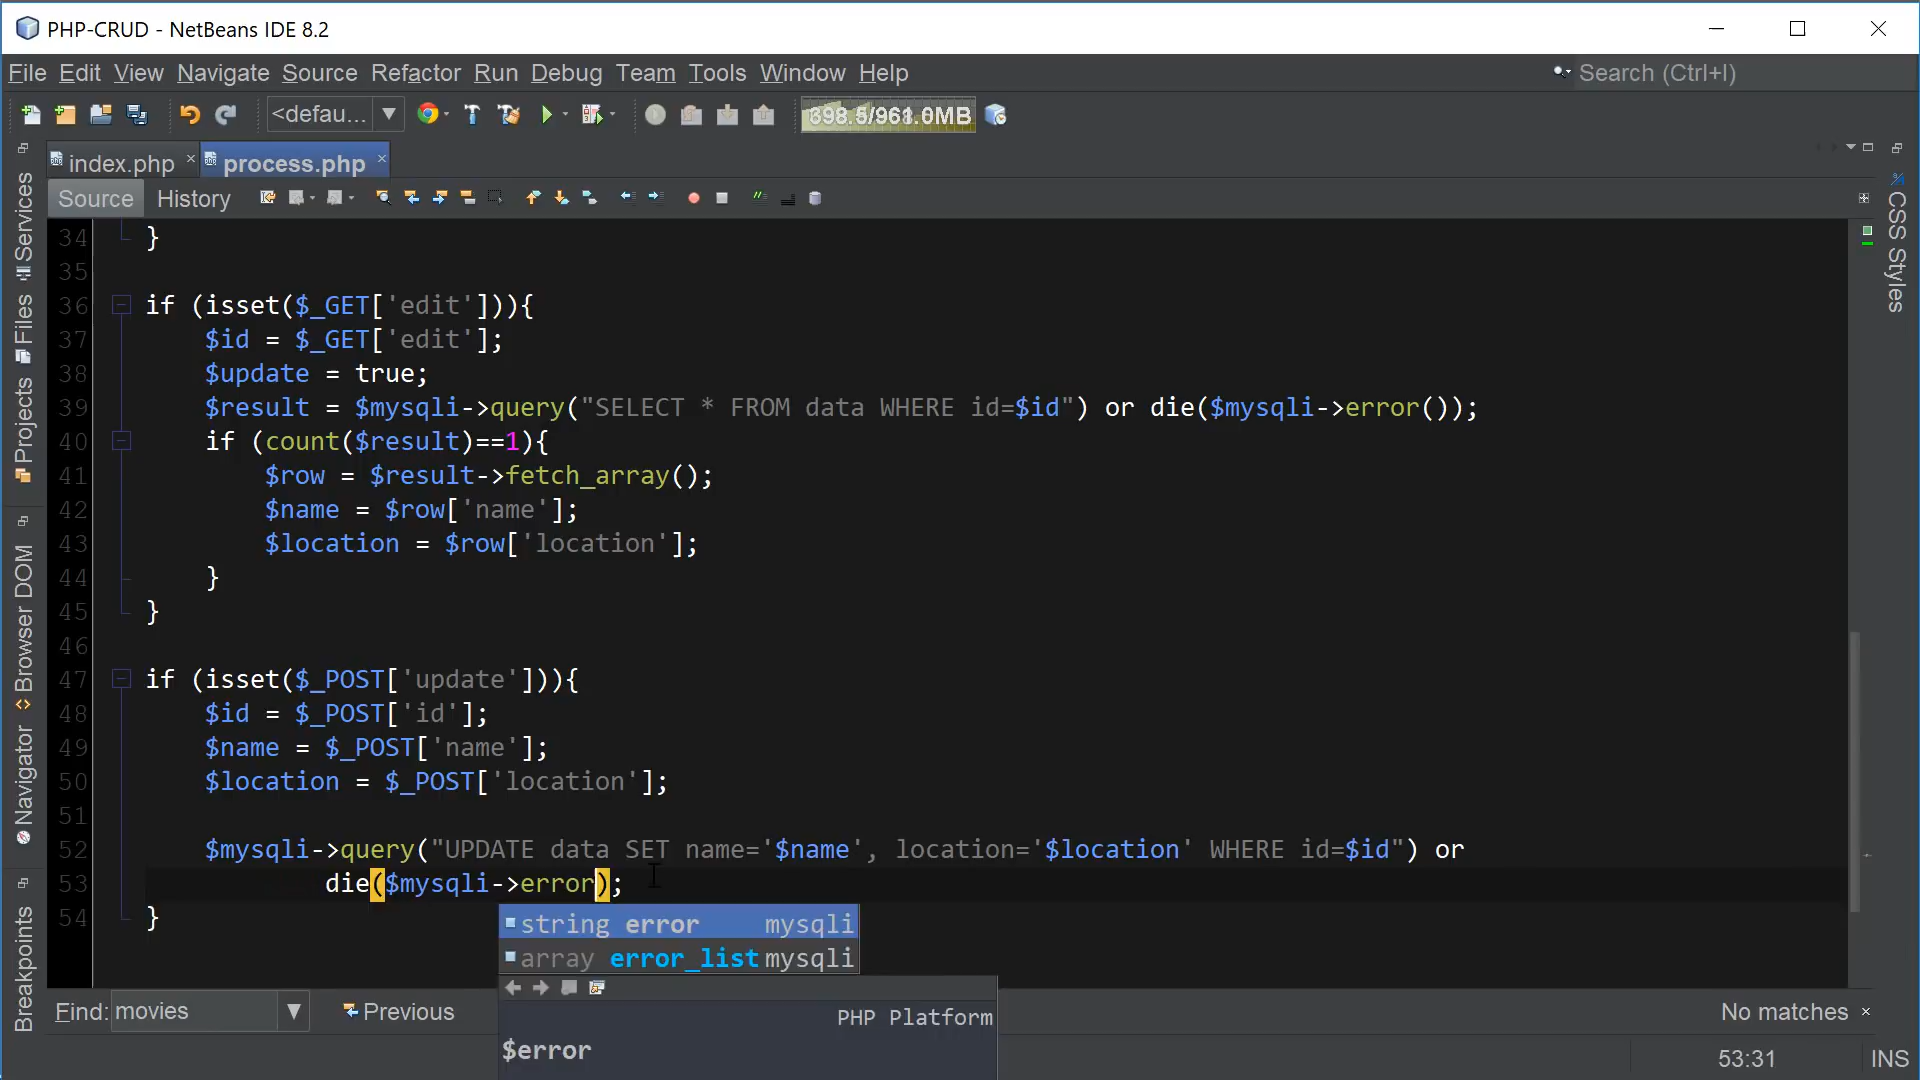 PHP-CRUD - NetBeans IDE 8.2
File Edit View Navigate Source Refactor Run Debug Team Tools Window Help
Search (Ctrl+I)
<defau...
398.5/961.0MB
index.php
process.php
Source History
34 }
35
36 if (isset($_GET['edit'])){
37 $id = $_GET['edit'];
38 $update = true;
39 $result = $mysqli->query("SELECT * FROM data WHERE id=$id") or die($mysqli->error());
40 if (count($result)==1){
41 $row = $result->fetch_array();
42 $name = $row['name'];
43 $location = $row['location'];
44 }
45 }
46
47 if (isset($_POST['update'])){
48 $id = $_POST['id'];
49 $name = $_POST['name'];
50 $location = $_POST['location'];
51
52 $mysqli->query("UPDATE data SET name='$name', location='$location' WHERE id=$id") or
53 die($mysqli->error);
54 }
string error mysqli
array error_list mysqli
PHP Platform
$error
Find: movies
Previous
No matches
53:31
INS
Services
Files
Projects
Browser DOM
Navigator
Breakpoints
CSS Styles